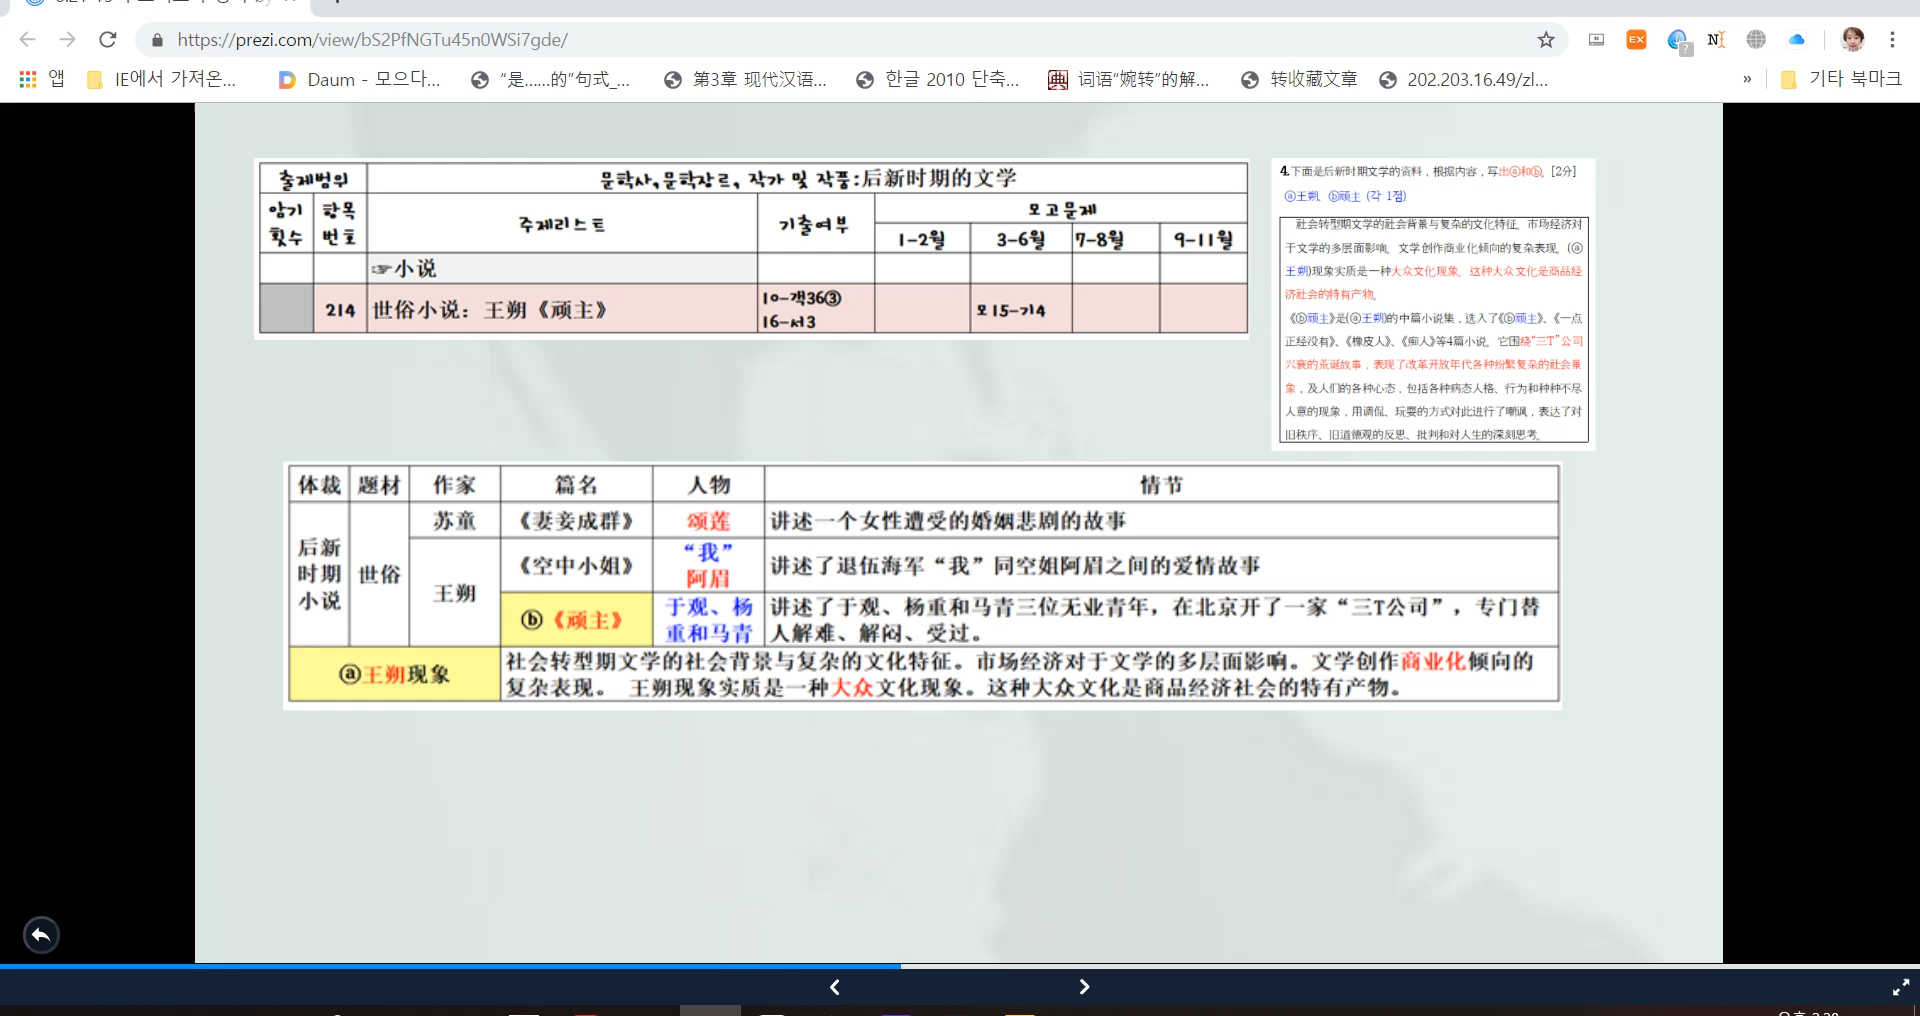 https://prezi.com/view/bS2PfNGTu45n0WSi7gde/
앱 IE에서 가져온... Daum - 모으다... “是......的”句式_... 第3章 现代汉语... 한글 2010 단축... 词语“婉转”的解... 转收藏文章 202.203.16.49/zl... » 기타 북마크
출제범위 문학사,문학장르, 작가 및 작품:后新时期的文学
암기횟수 항목번호 주제리스트 기출여부 모고문제
1-2월 3-6월 7-8월 9-11월
☞小说
214 世俗小说：王朔《顽主》 10-객36③ 16-서3 모15-기4
4.下面是后新时期文学的资料，根据内容，写出ⓐ和ⓑ。[2分]
ⓐ王朔、ⓑ顽主 (각 1점)
社会转型期文学的社会背景与复杂的文化特征。市场经济对
于文学的多层面影响。文学创作商业化倾向的复杂表现。(ⓐ
王朔)现象实质是一种大众文化现象。这种大众文化是商品经
济社会的特有产物。
《ⓑ顽主》是(ⓐ王朔)的中篇小说集，选入了《ⓑ顽主》、《一点
正经没有》、《橡皮人》、《痴人》等4篇小说。它围绕“三T”公司
兴衰的荒诞故事，表现了改革开放年代各种纷繁复杂的社会景
象，及人们的各种心态，包括各种病态人格、行为和种种不尽
人意的现象，用调侃、玩耍的方式对此进行了嘲讽，表达了对
旧秩序、旧道德观的反思、批判和对人生的深刻思考。
体裁 题材 作家 篇名 人物 情节
后新时期小说 世俗 苏童 《妻妾成群》 颂莲 讲述一个女性遭受的婚姻悲剧的故事
王朔 《空中小姐》 “我” 阿眉 讲述了退伍海军“我”同空姐阿眉之间的爱情故事
ⓑ《顽主》 于观、杨重和马青 讲述了于观、杨重和马青三位无业青年，在北京开了一家“三T公司”，专门替
人解难、解闷、受过。
ⓐ王朔现象 社会转型期文学的社会背景与复杂的文化特征。市场经济对于文学的多层面影响。文学创作商业化倾向的
复杂表现。 王朔现象实质是一种大众文化现象。这种大众文化是商品经济社会的特有产物。